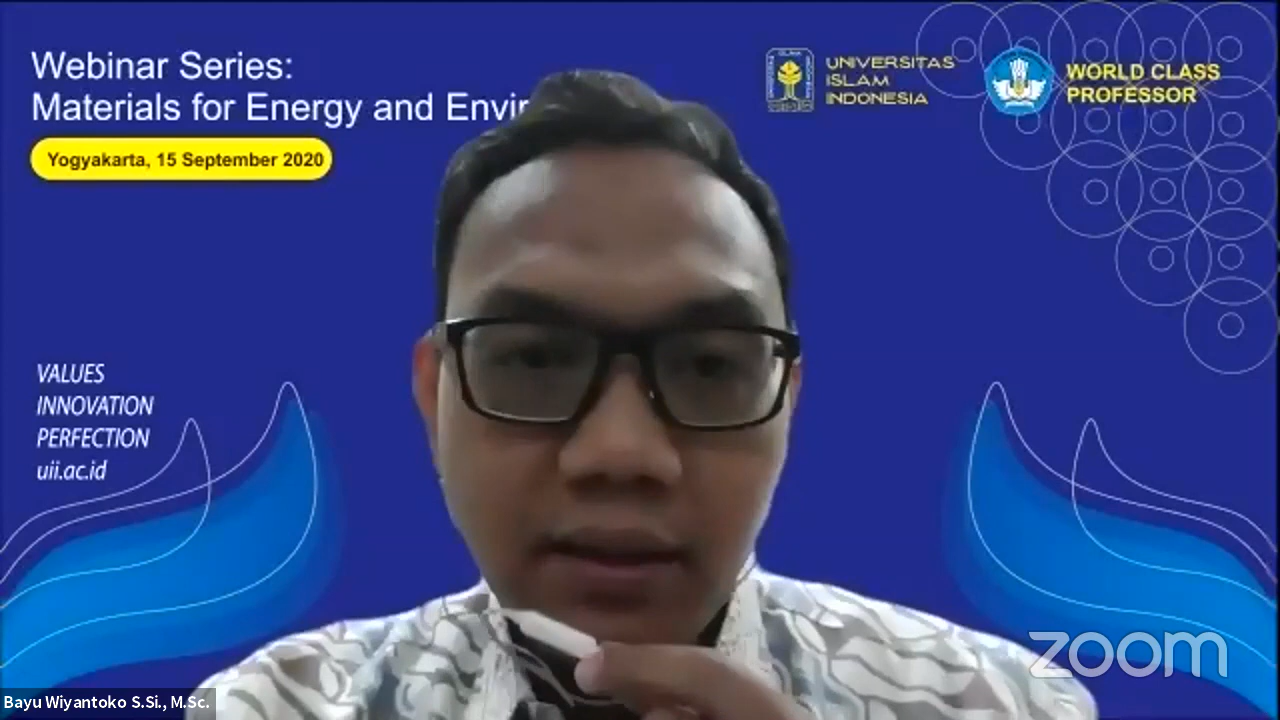 Webinar Series:
Materials for Energy and Envir
Yogyakarta, 15 September 2020
UNIVERSITAS
ISLAM
INDONESIA
WORLD CLASS
PROFESSOR
VALUES
INNOVATION
PERFECTION
uii.ac.id
zoom
Bayu Wiyantoko S.Si., M.Sc.